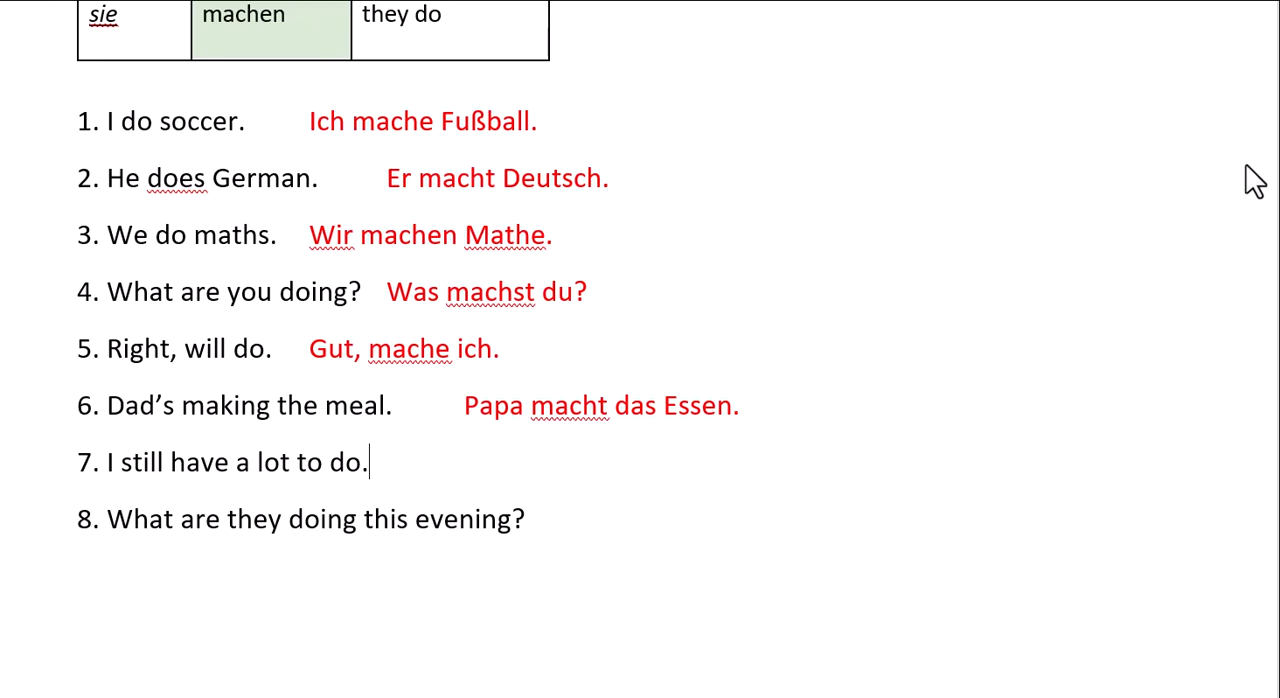 sie machen they do
1. I do soccer. Ich mache Fußball.
2. He does German. Er macht Deutsch.
3. We do maths. Wir machen Mathe.
4. What are you doing? Was machst du?
5. Right, will do. Gut, mache ich.
6. Dad’s making the meal. Papa macht das Essen.
7. I still have a lot to do.
8. What are they doing this evening?